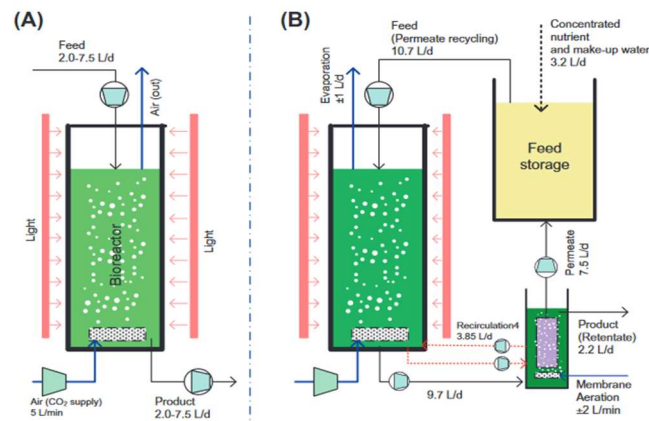 (A)
Feed
2.0-7.5 L/d
Air (out)
Light
Bioreactor
Light
Air (CO₂ supply)
5 L/min
Product
2.0-7.5 L/d
(B)
Feed
(Permeate recycling)
10.7 L/d
Concentrated
nutrient
and make-up water
3.2 L/d
Evaporation
±1 L/d
Feed
storage
Light
Permeate
7.5 L/d
Recirculation4
3.85 L/d
Product
(Retentate)
2.2 L/d
9.7 L/d
Membrane
Aeration
±2 L/min